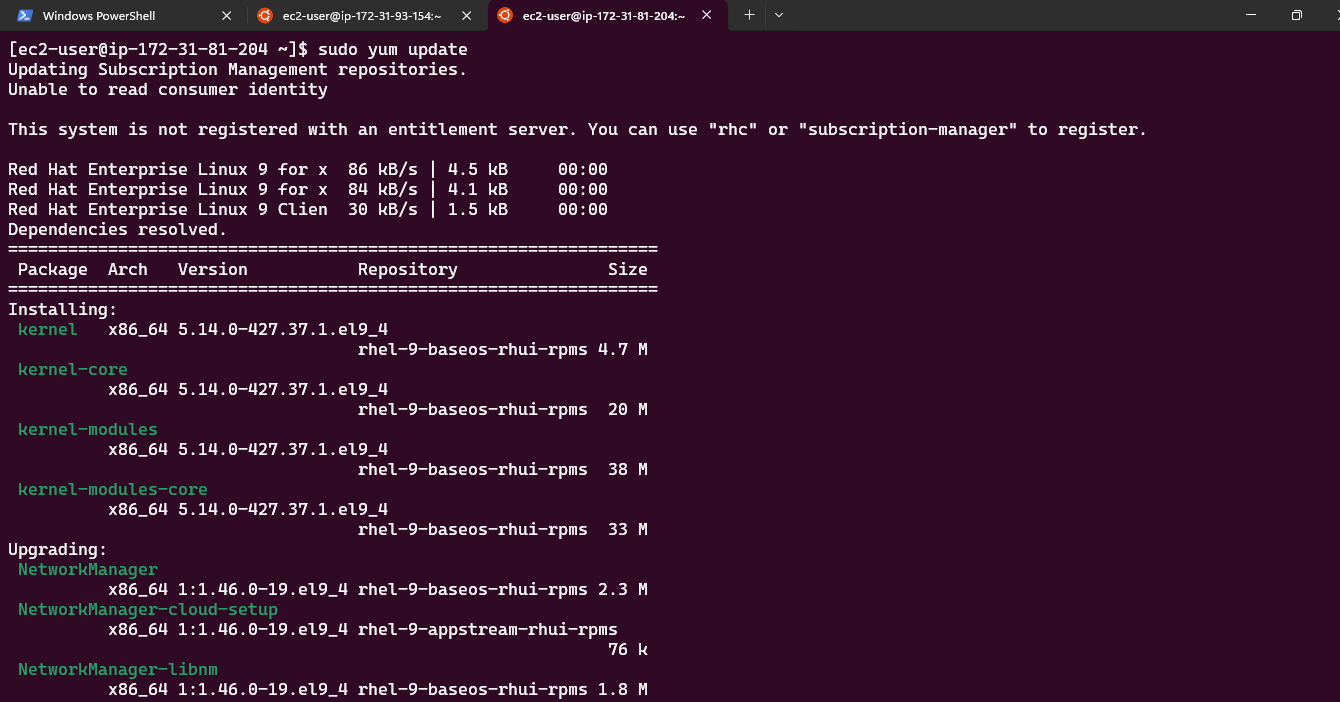 Windows PowerShell
ec2-user@ip-172-31-93-154:~
ec2-user@ip-172-31-81-204:~
[ec2-user@ip-172-31-81-204 ~]$ sudo yum update
Updating Subscription Management repositories.
Unable to read consumer identity
This system is not registered with an entitlement server. You can use "rhc" or "subscription-manager" to register.
Red Hat Enterprise Linux 9 for x  86 kB/s | 4.5 kB     00:00
Red Hat Enterprise Linux 9 for x  84 kB/s | 4.1 kB     00:00
Red Hat Enterprise Linux 9 Clien  30 kB/s | 1.5 kB     00:00
Dependencies resolved.
=================================================================
 Package  Arch   Version           Repository               Size
=================================================================
Installing:
 kernel   x86_64 5.14.0-427.37.1.el9_4
                                   rhel-9-baseos-rhui-rpms 4.7 M
 kernel-core
          x86_64 5.14.0-427.37.1.el9_4
                                   rhel-9-baseos-rhui-rpms  20 M
 kernel-modules
          x86_64 5.14.0-427.37.1.el9_4
                                   rhel-9-baseos-rhui-rpms  38 M
 kernel-modules-core
          x86_64 5.14.0-427.37.1.el9_4
                                   rhel-9-baseos-rhui-rpms  33 M
Upgrading:
 NetworkManager
          x86_64 1:1.46.0-19.el9_4 rhel-9-baseos-rhui-rpms 2.3 M
 NetworkManager-cloud-setup
          x86_64 1:1.46.0-19.el9_4 rhel-9-appstream-rhui-rpms
                                                            76 k
 NetworkManager-libnm
          x86_64 1:1.46.0-19.el9_4 rhel-9-baseos-rhui-rpms 1.8 M